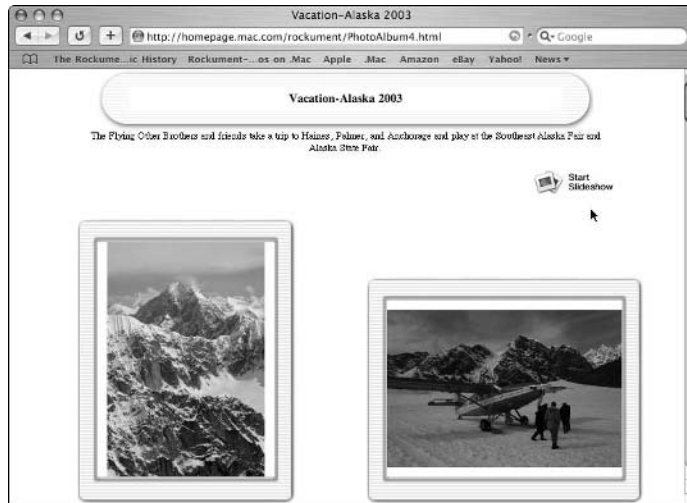 Vacation-Alaska 2003
http://homepage.mac.com/rockument/PhotoAlbum4.html
Google
The Rockume...ic History Rockument-...os on .Mac Apple .Mac Amazon eBay Yahoo! News
Vacation-Alaska 2003
The Flying Other Brothers and friends take a trip to Haines, Palmer, and Anchorage and play at the Southeast Alaska Fair and
Alaska State Fair.
Start
Slideshow